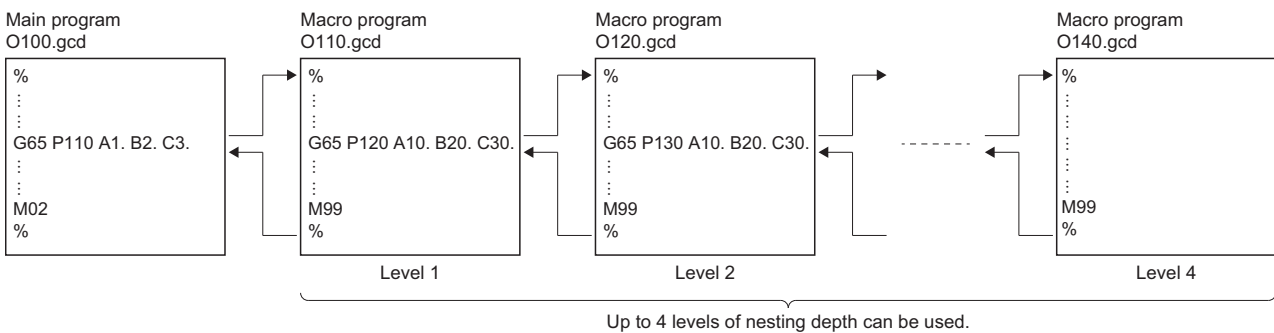 Main program
O100.gcd
%
⋮
⋮
G65 P110 A1. B2. C3.
⋮
⋮
M02
%
Macro program
O110.gcd
%
⋮
⋮
G65 P120 A10. B20. C30.
⋮
⋮
M99
%
Level 1
Macro program
O120.gcd
%
⋮
⋮
G65 P130 A10. B20. C30.
⋮
⋮
M99
%
Level 2
Macro program
O140.gcd
%
⋮
⋮
⋮
⋮
M99
%
Level 4
Up to 4 levels of nesting depth can be used.